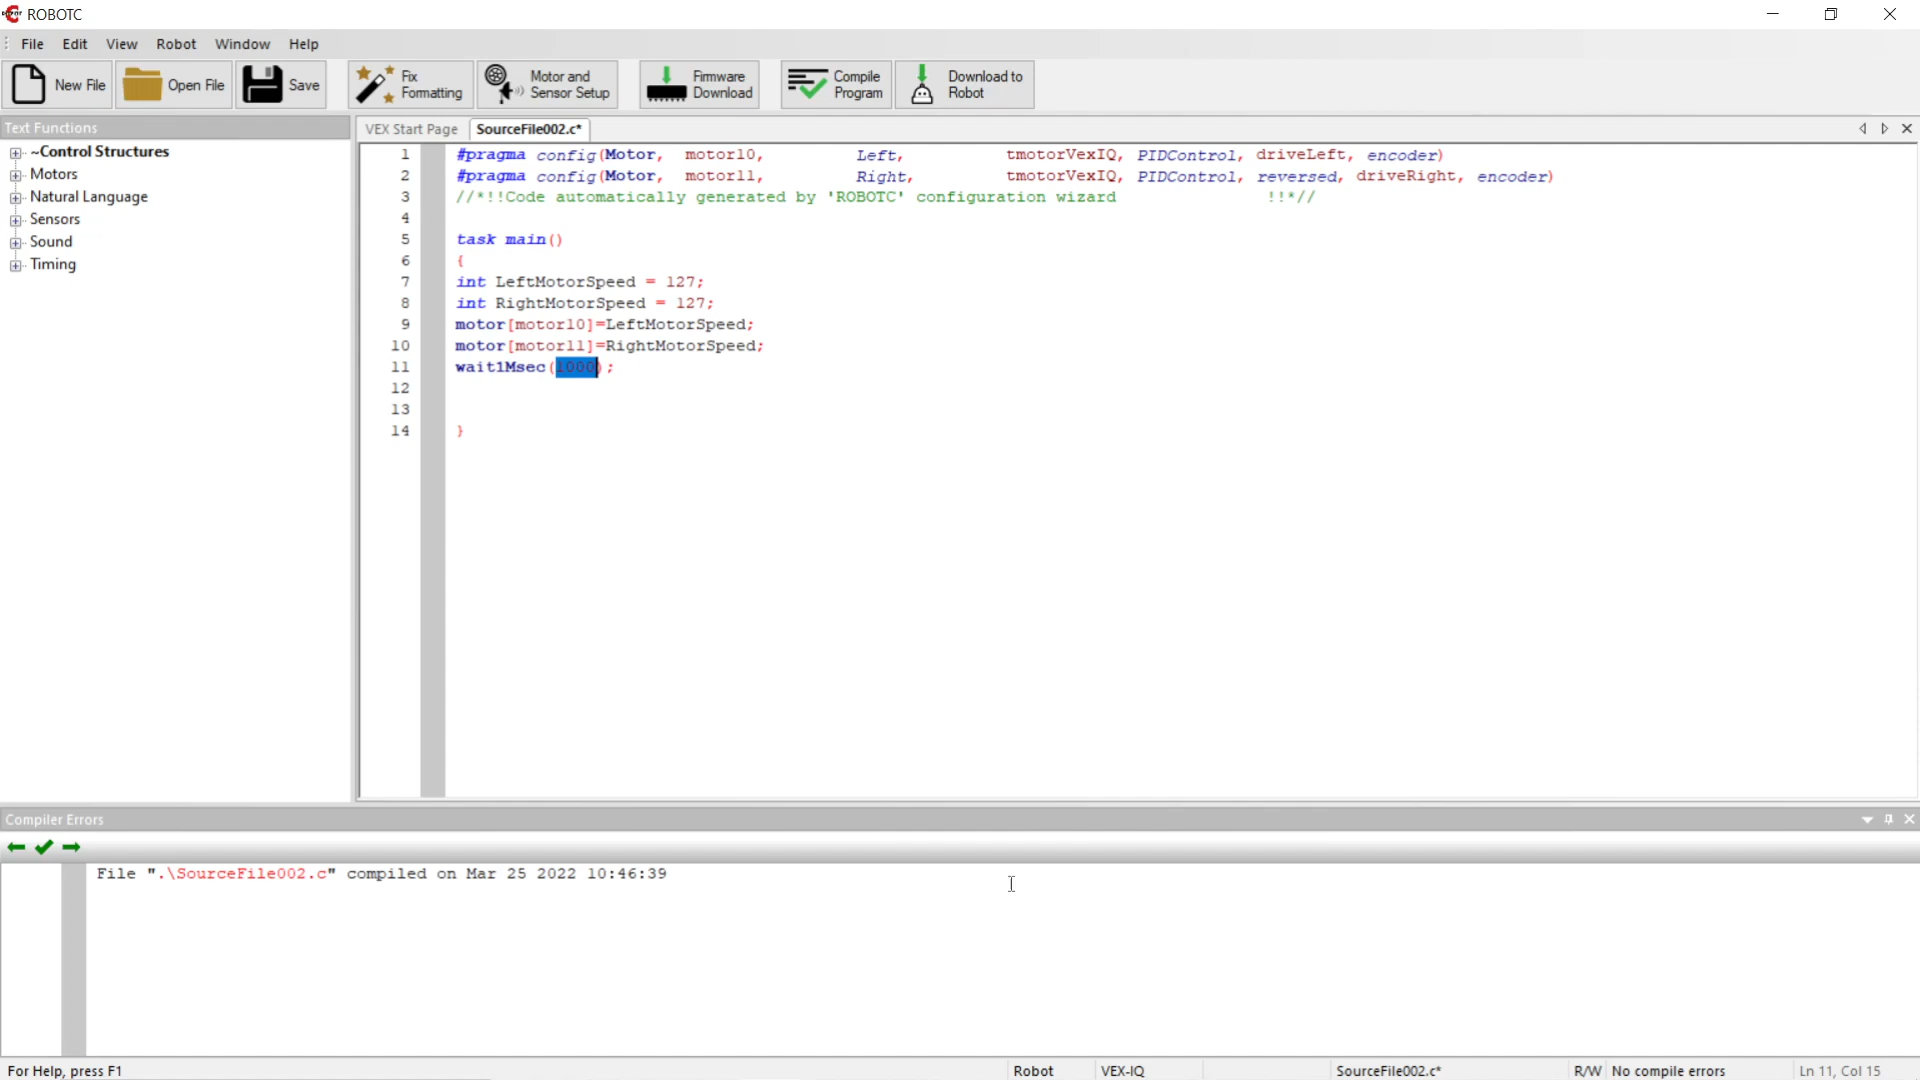 ROBOTC
File Edit View Robot Window Help
New File Open File Save Fix Formatting Motor and Sensor Setup Firmware Download Compile Program Download to Robot
Text Functions
~Control Structures
Motors
Natural Language
Sensors
Sound
Timing
VEX Start Page SourceFile002.c*
1 #pragma config(Motor, motor10, Left, tmotorVexIQ, PIDControl, driveLeft, encoder)
2 #pragma config(Motor, motor11, Right, tmotorVexIQ, PIDControl, reversed, driveRight, encoder)
3 //*!!Code automatically generated by 'ROBOTC' configuration wizard !!*//
4
5 task main()
6 {
7 int LeftMotorSpeed = 127;
8 int RightMotorSpeed = 127;
9 motor[motor10]=LeftMotorSpeed;
10 motor[motor11]=RightMotorSpeed;
11 wait1Msec(1000);
12
13
14 }
Compiler Errors
File ".\SourceFile002.c" compiled on Mar 25 2022 10:46:39
For Help, press F1 Robot VEX-IQ SourceFile002.c* R/W No compile errors Ln 11, Col 15